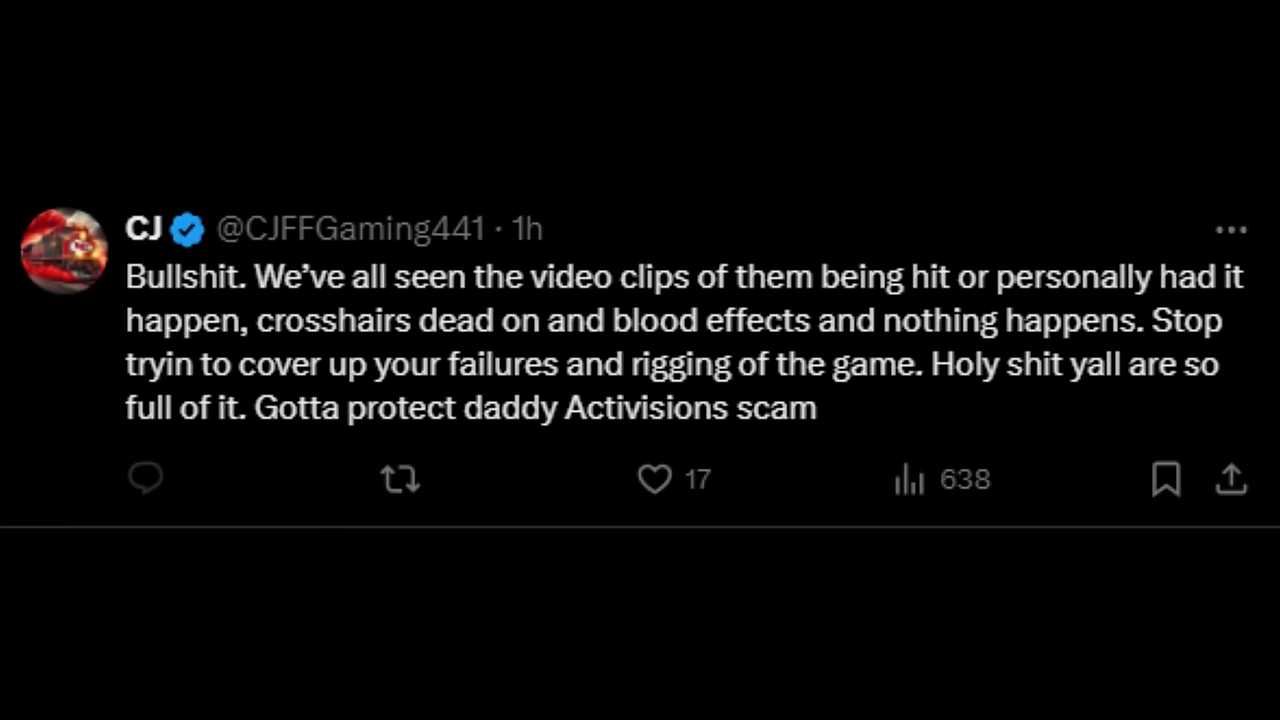 CJ @CJFFGaming441 · 1h
Bullshit. We’ve all seen the video clips of them being hit or personally had it
happen, crosshairs dead on and blood effects and nothing happens. Stop
tryin to cover up your failures and rigging of the game. Holy shit yall are so
full of it. Gotta protect daddy Activisions scam
17 638